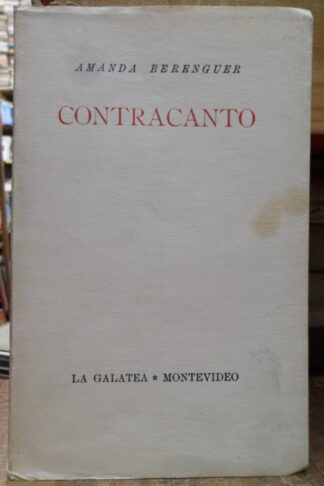 AMANDA BERENGUER
CONTRACANTO
LA GALATEA * MONTEVIDEO